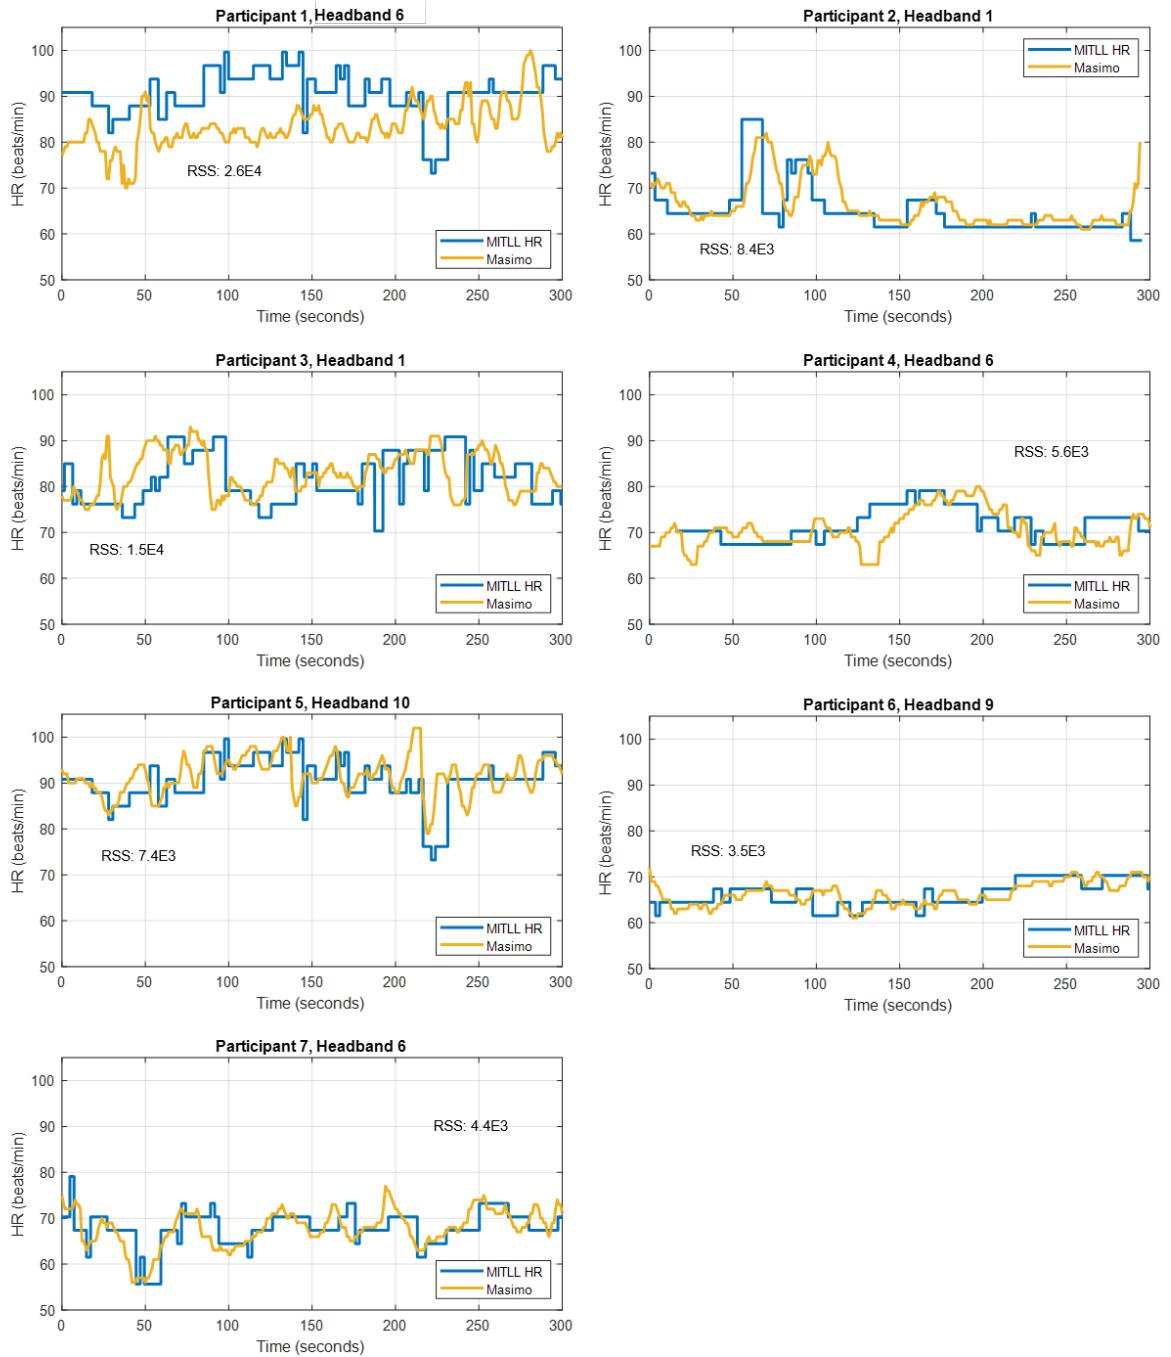 Participant 1, Headband 6
HR (beats/min)
100
90
80
70
60
50
RSS: 2.6E4
MITLL HR
Masimo
0 50 100 150 200 250 300
Time (seconds)
Participant 2, Headband 1
HR (beats/min)
100
90
80
70
60
50
MITLL HR
Masimo
RSS: 8.4E3
0 50 100 150 200 250 300
Time (seconds)
Participant 3, Headband 1
HR (beats/min)
100
90
80
70
60
50
RSS: 1.5E4
MITLL HR
Masimo
0 50 100 150 200 250 300
Time (seconds)
Participant 4, Headband 6
HR (beats/min)
100
90
80
70
60
50
RSS: 5.6E3
MITLL HR
Masimo
0 50 100 150 200 250 300
Time (seconds)
Participant 5, Headband 10
HR (beats/min)
100
90
80
70
60
50
RSS: 7.4E3
MITLL HR
Masimo
0 50 100 150 200 250 300
Time (seconds)
Participant 6, Headband 9
HR (beats/min)
100
90
80
70
60
50
RSS: 3.5E3
MITLL HR
Masimo
0 50 100 150 200 250 300
Time (seconds)
Participant 7, Headband 6
HR (beats/min)
100
90
80
70
60
50
RSS: 4.4E3
MITLL HR
Masimo
0 50 100 150 200 250 300
Time (seconds)